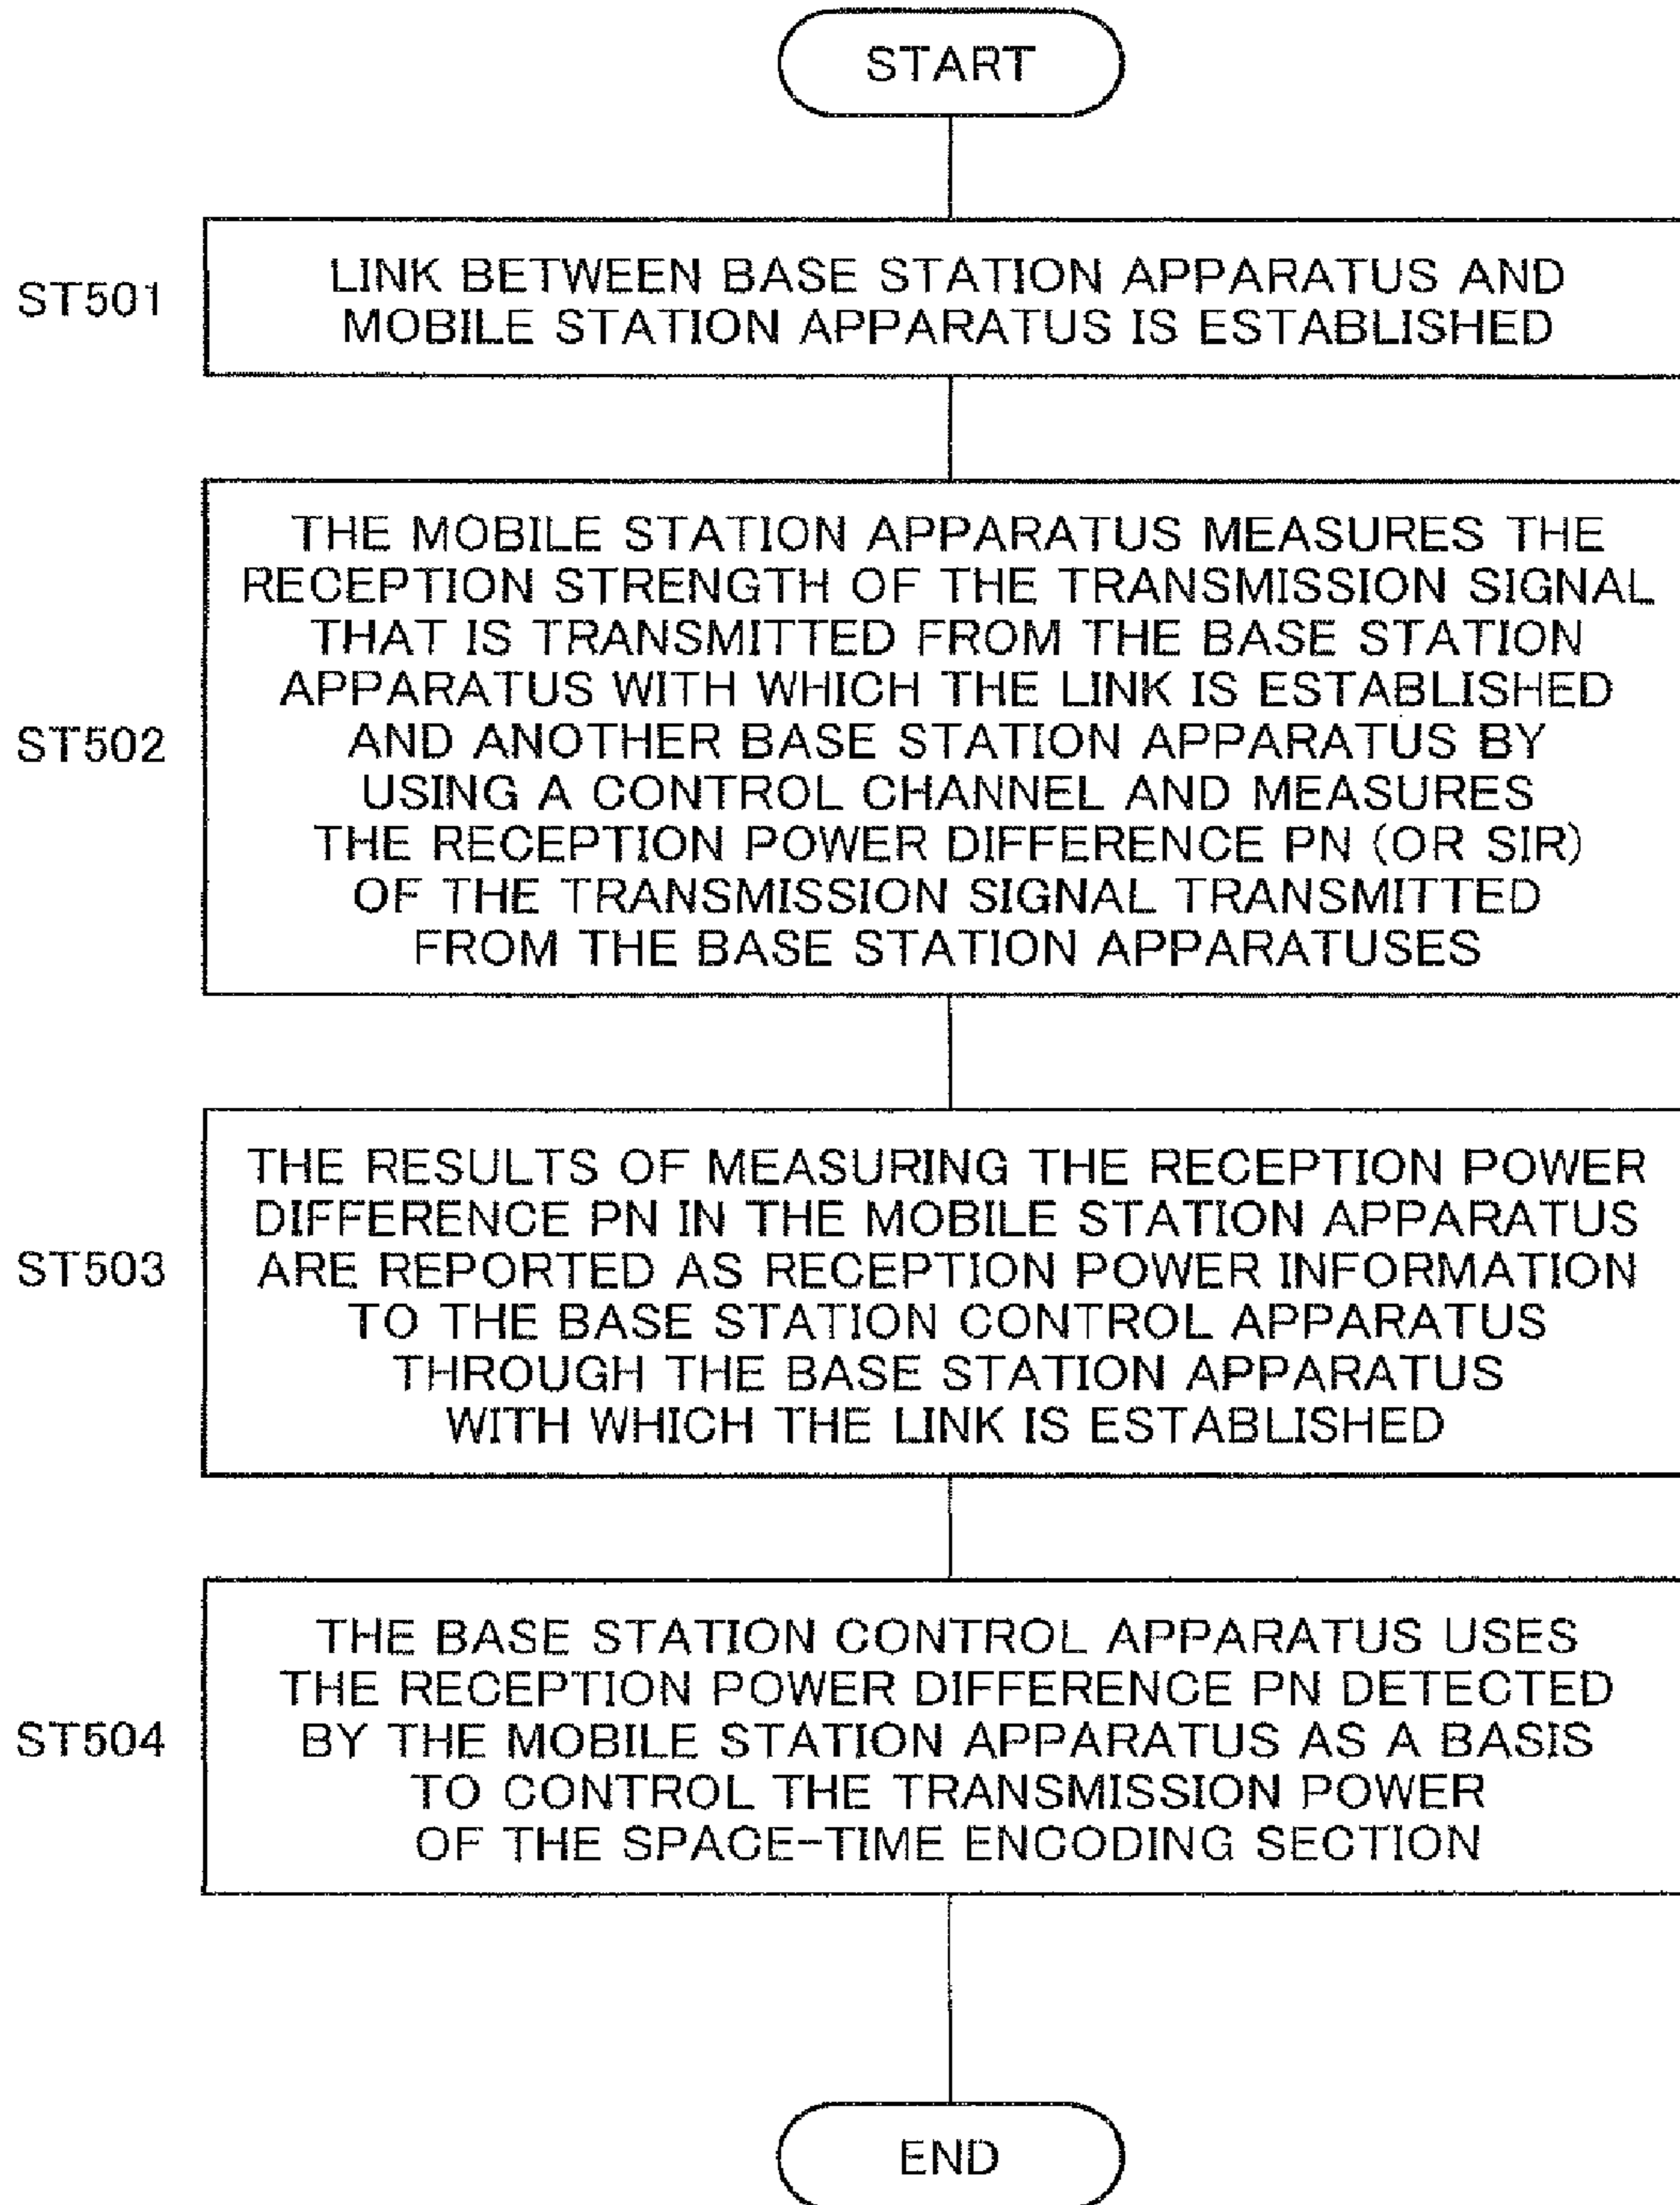 START
ST501
LINK BETWEEN BASE STATION APPARATUS AND
MOBILE STATION APPARATUS IS ESTABLISHED
ST502
THE MOBILE STATION APPARATUS MEASURES THE
RECEPTION STRENGTH OF THE TRANSMISSION SIGNAL
THAT IS TRANSMITTED FROM THE BASE STATION
APPARATUS WITH WHICH THE LINK IS ESTABLISHED
AND ANOTHER BASE STATION APPARATUS BY
USING A CONTROL CHANNEL AND MEASURES
THE RECEPTION POWER DIFFERENCE PN (OR SIR)
OF THE TRANSMISSION SIGNAL TRANSMITTED
FROM THE BASE STATION APPARATUSES
ST503
THE RESULTS OF MEASURING THE RECEPTION POWER
DIFFERENCE PN IN THE MOBILE STATION APPARATUS
ARE REPORTED AS RECEPTION POWER INFORMATION
TO THE BASE STATION CONTROL APPARATUS
THROUGH THE BASE STATION APPARATUS
WITH WHICH THE LINK IS ESTABLISHED
ST504
THE BASE STATION CONTROL APPARATUS USES
THE RECEPTION POWER DIFFERENCE PN DETECTED
BY THE MOBILE STATION APPARATUS AS A BASIS
TO CONTROL THE TRANSMISSION POWER
OF THE SPACE-TIME ENCODING SECTION
END